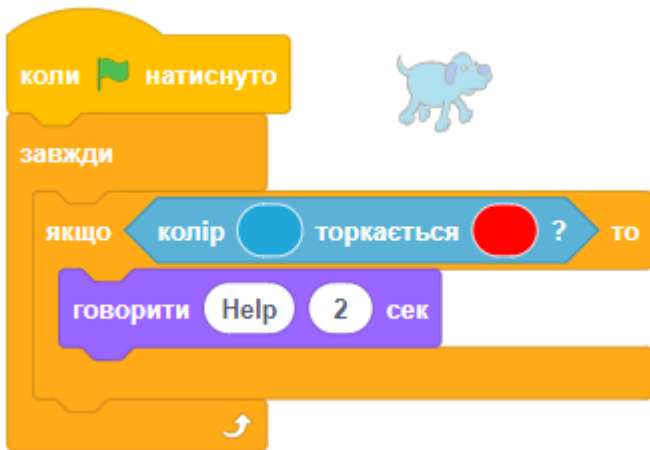 коли натиснуто
завжди
якщо колір торкається ? то
говорити Help 2 сек